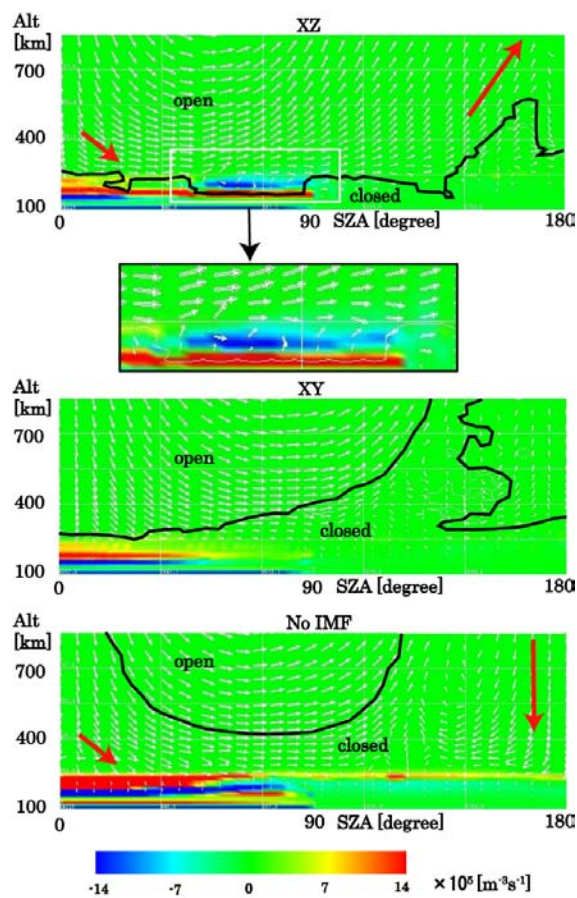 Alt
[km]
XZ
700
open
400
closed
100
0
90
SZA [degree]
180
Alt
[km]
XY
700
open
400
closed
100
0
90
SZA [degree]
180
Alt
[km]
No IMF
700
open
400
closed
100
0
90
SZA [degree]
180
-14
-7
0
7
14
×10⁵ [m⁻³s⁻¹]